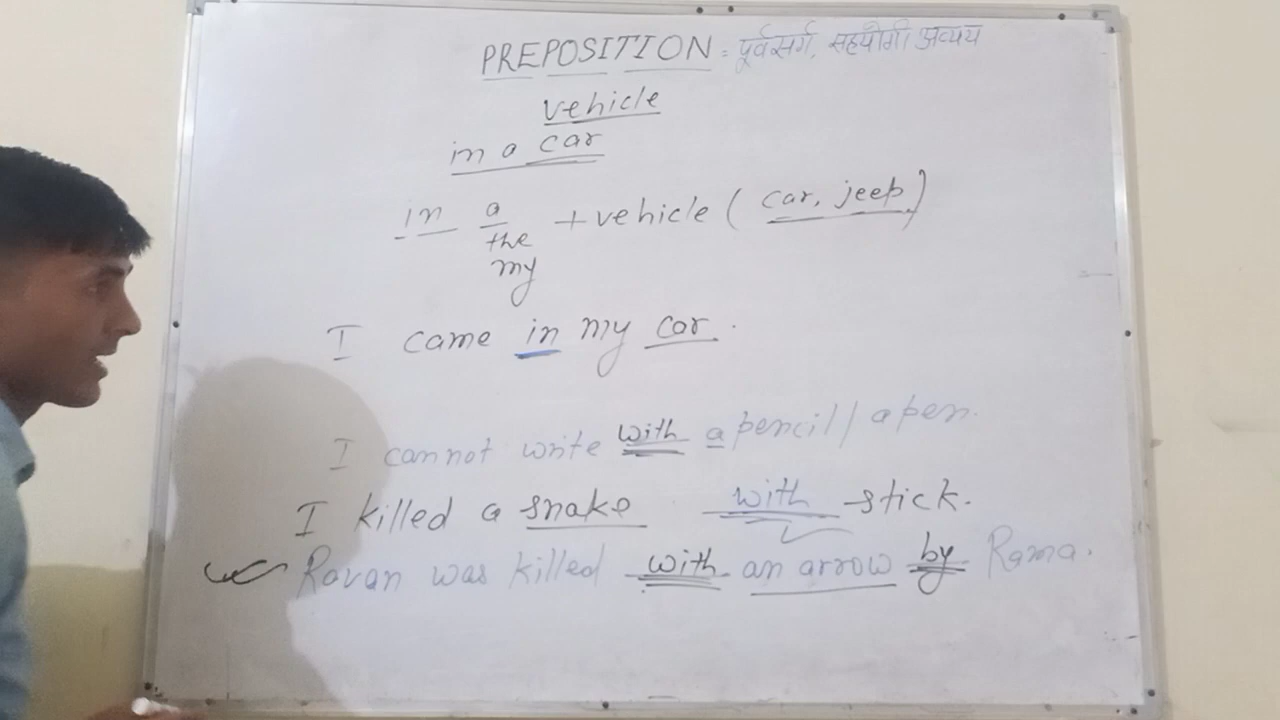 PREPOSITION = पूर्वसर्ग, सहयोगी अव्यय
vehicle
in a car
in a + vehicle ( car, jeep )
the
my
I came in my car.
I cannot write with a pencil / a pen.
I killed a snake with stick.
Ravan was killed with an arrow by Rama.